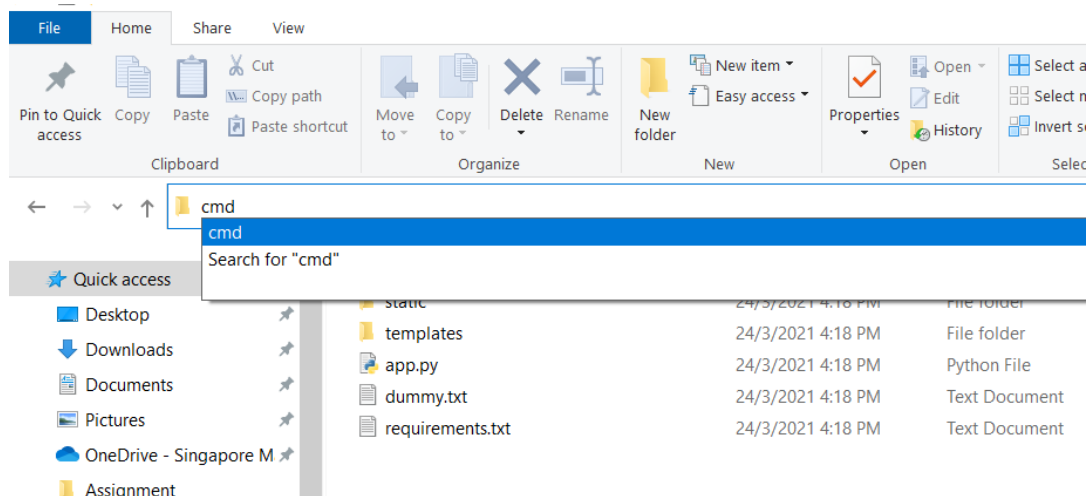 File Home Share View
Cut
Copy path
Paste shortcut
Pin to Quick access
Copy
Paste
Clipboard
Move to
Copy to
Delete
Rename
Organize
New folder
New item
Easy access
New
Properties
Open
Edit
History
Open
Select
Select
Invert
cmd
cmd
Search for "cmd"
Quick access
Desktop
Downloads
Documents
Pictures
OneDrive - Singapore M
Assignment
static 24/3/2021 4:18 PM File folder
templates 24/3/2021 4:18 PM File folder
app.py 24/3/2021 4:18 PM Python File
dummy.txt 24/3/2021 4:18 PM Text Document
requirements.txt 24/3/2021 4:18 PM Text Document